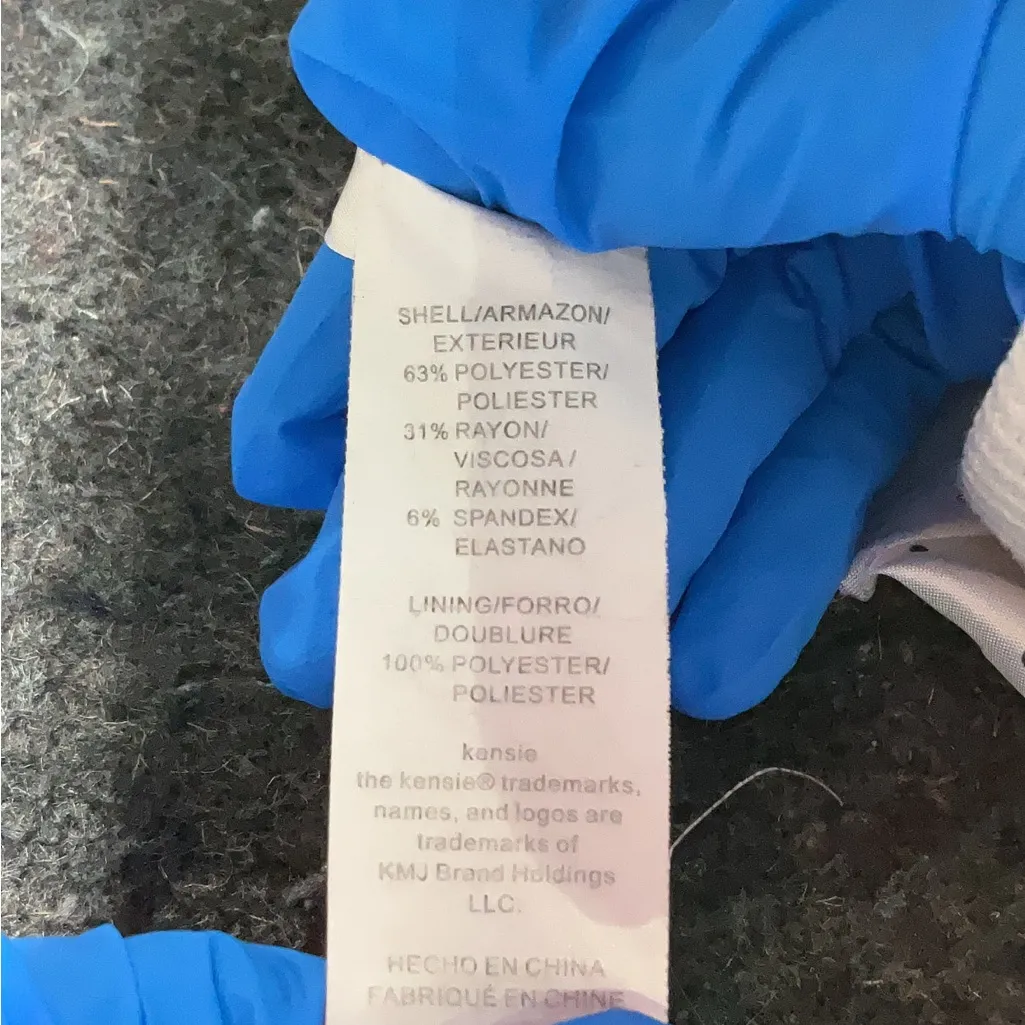 SHELL/ARMAZON/
EXTERIEUR
63% POLYESTER/
POLIESTER
31% RAYON/
VISCOSA/
RAYONNE
6% SPANDEX/
ELASTANO
LINING/FORRO/
DOUBLURE
100% POLYESTER/
POLIESTER
kensie
the kensie® trademarks,
names, and logos are
trademarks of
KMJ Brand Holdings
LLC.
HECHO EN CHINA
FABRIQUÉ EN CHINE